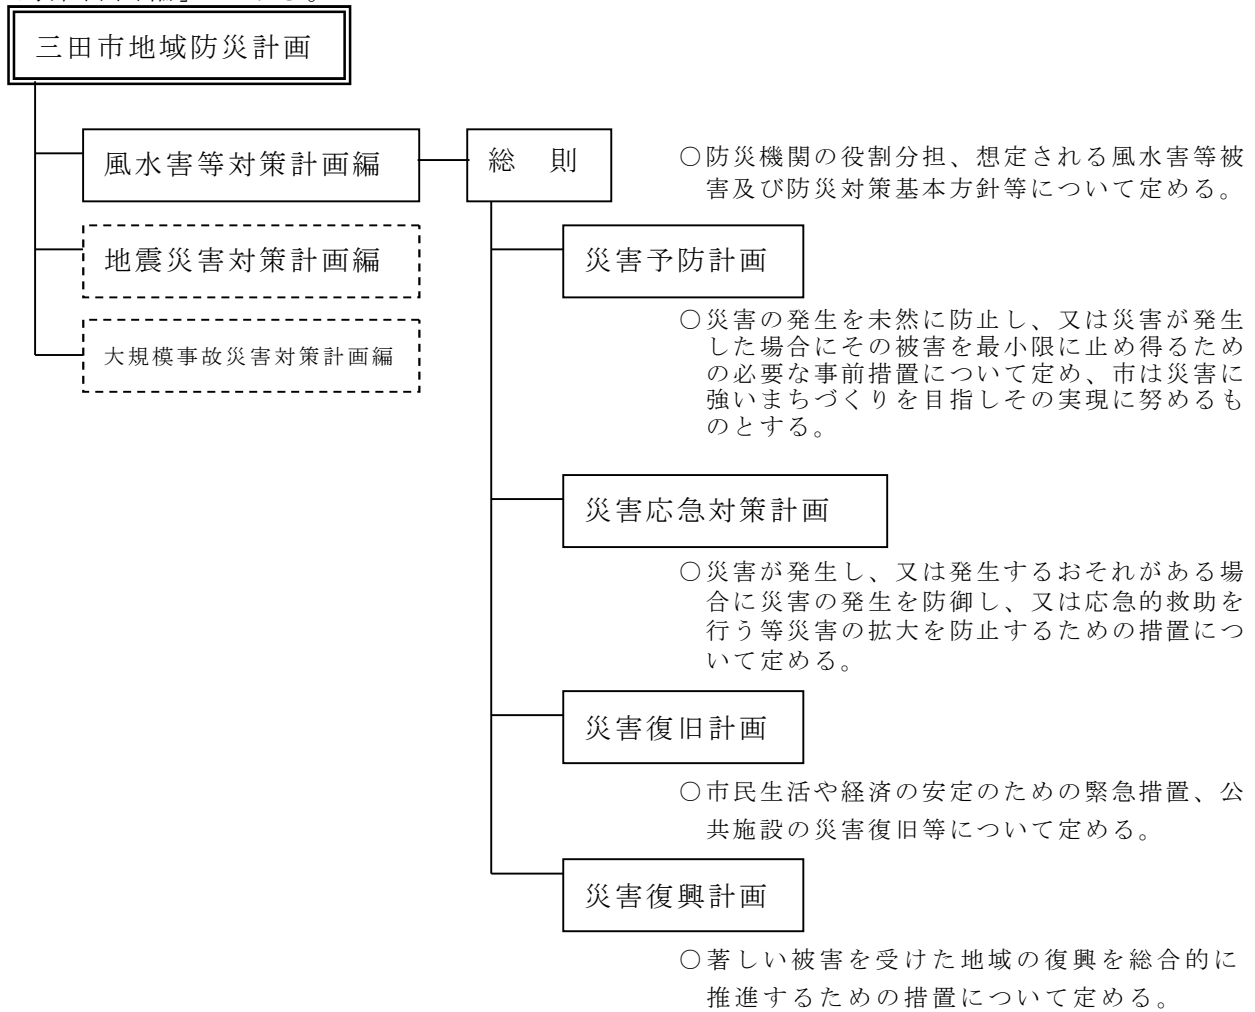 三田市地域防災計画
風水害等対策計画編
総　則
○防災機関の役割分担、想定される風水害等被
害及び防災対策基本方針等について定める。
地震災害対策計画編
災害予防計画
大規模事故災害対策計画編
○災害の発生を未然に防止し、又は災害が発生
した場合にその被害を最小限に止め得るため
の必要な事前措置について定め、市は災害に
強いまちづくりを目指しその実現に努めるも
のとする。
災害応急対策計画
○災害が発生し、又は発生するおそれがある場
合に災害の発生を防御し、又は応急的救助を
行う等災害の拡大を防止するための措置につ
いて定める。
災害復旧計画
○市民生活や経済の安定のための緊急措置、公
共施設の災害復旧等について定める。
災害復興計画
○著しい被害を受けた地域の復興を総合的に
推進するための措置について定める。